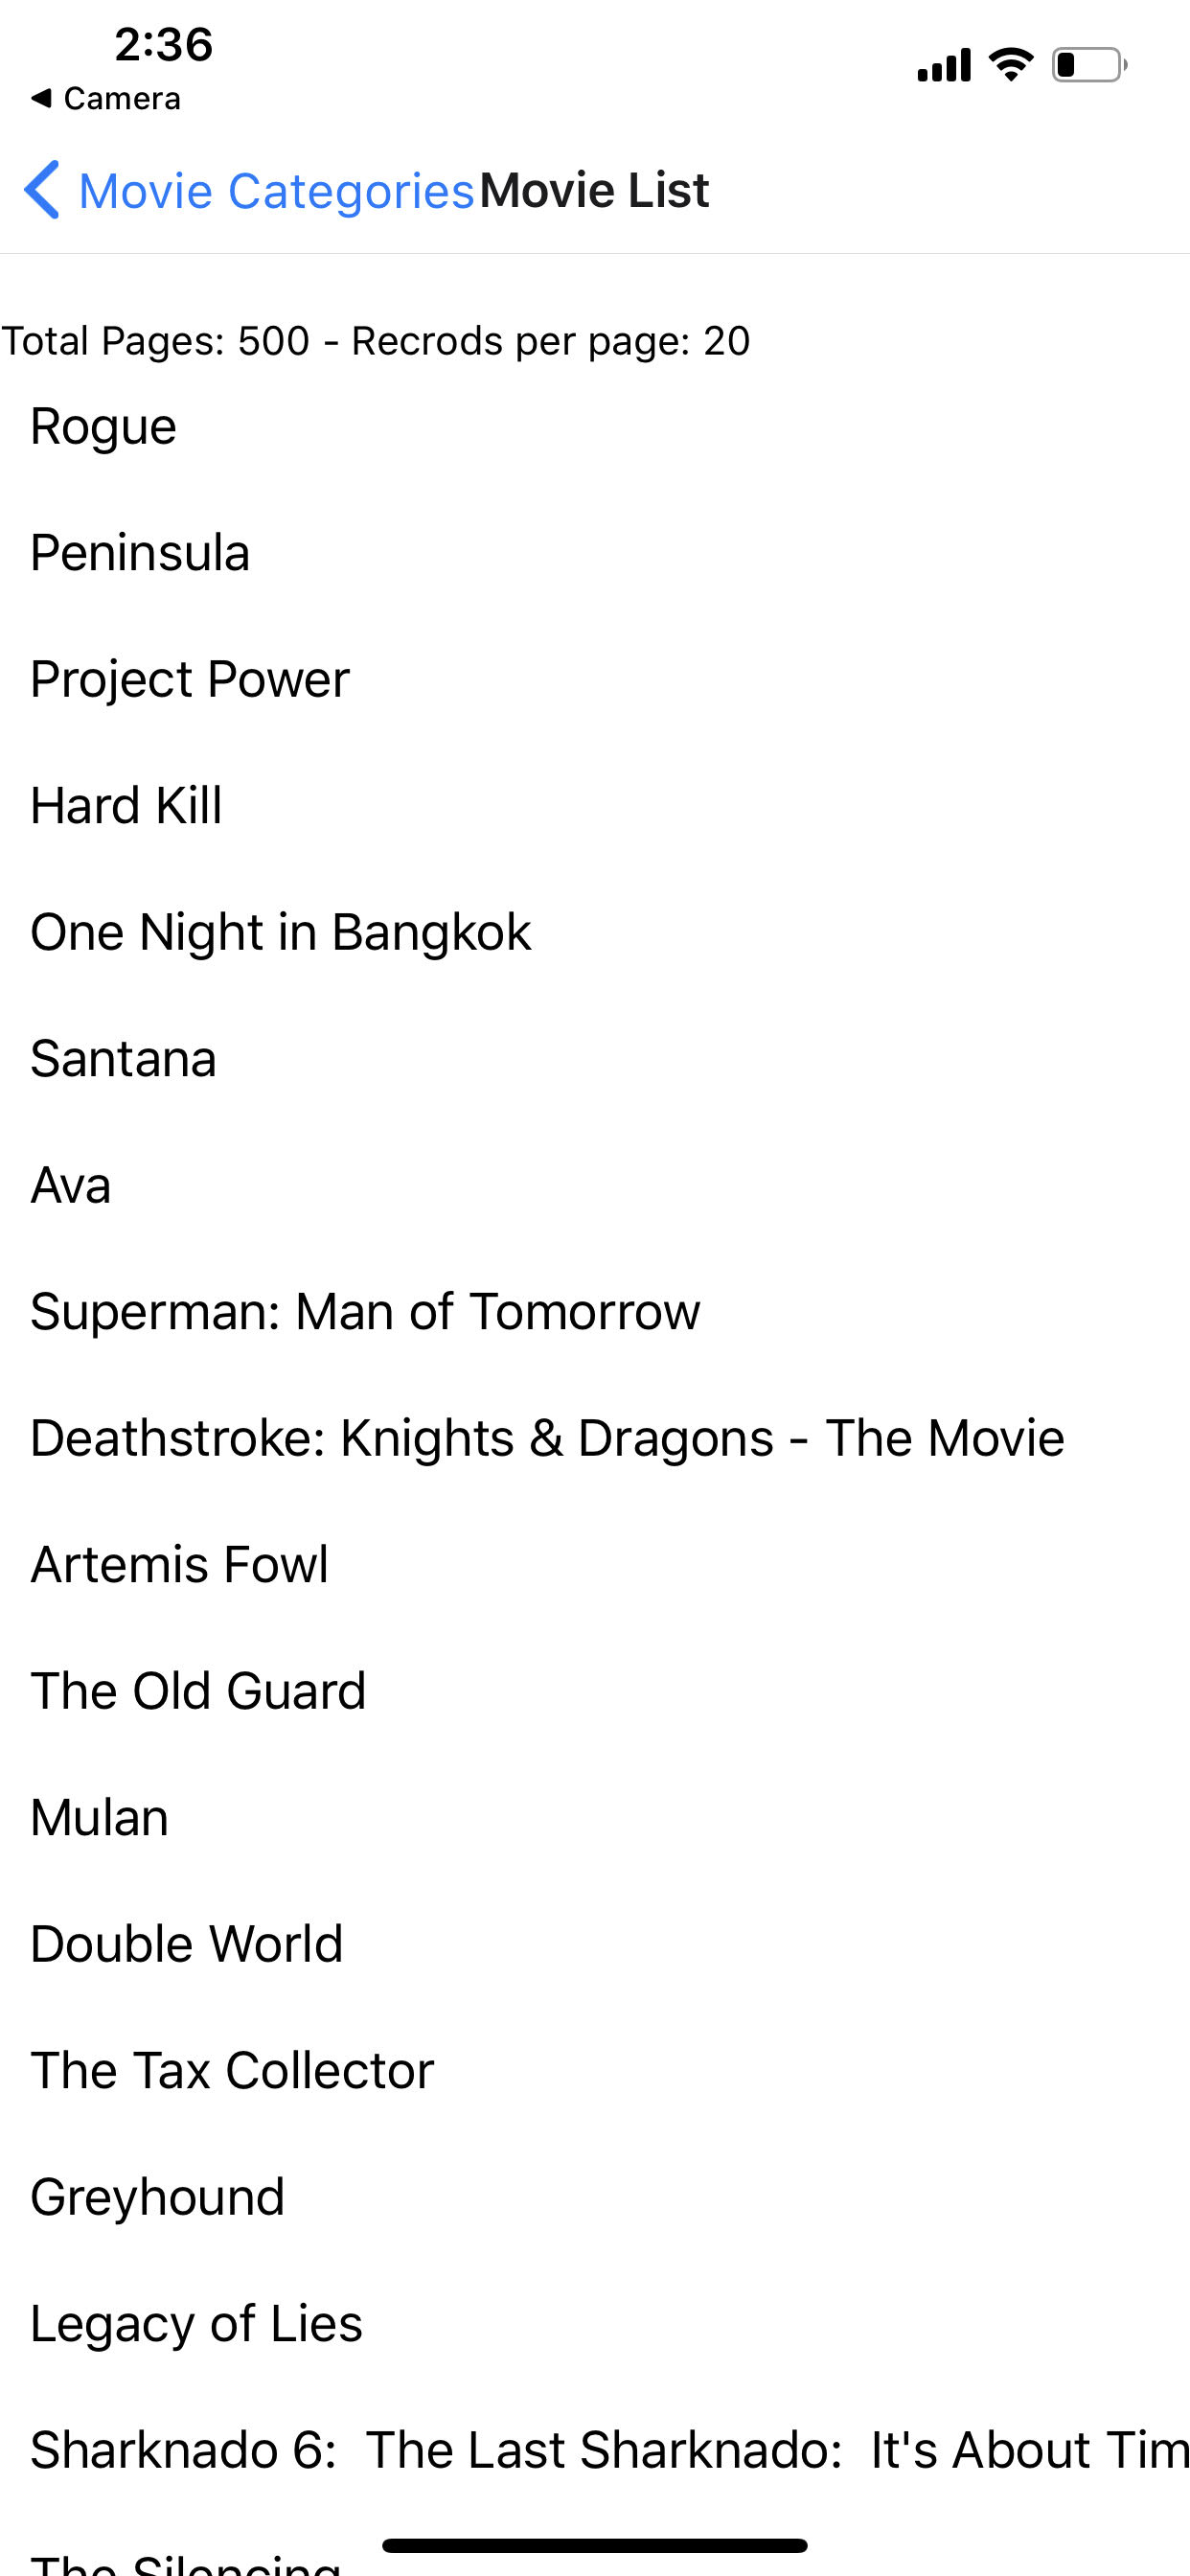 2:36
◀ Camera
Movie Categories Movie List
Total Pages: 500 - Recrods per page: 20
Rogue
Peninsula
Project Power
Hard Kill
One Night in Bangkok
Santana
Ava
Superman: Man of Tomorrow
Deathstroke: Knights & Dragons - The Movie
Artemis Fowl
The Old Guard
Mulan
Double World
The Tax Collector
Greyhound
Legacy of Lies
Sharknado 6:  The Last Sharknado:  It's About Tim
The Silencing